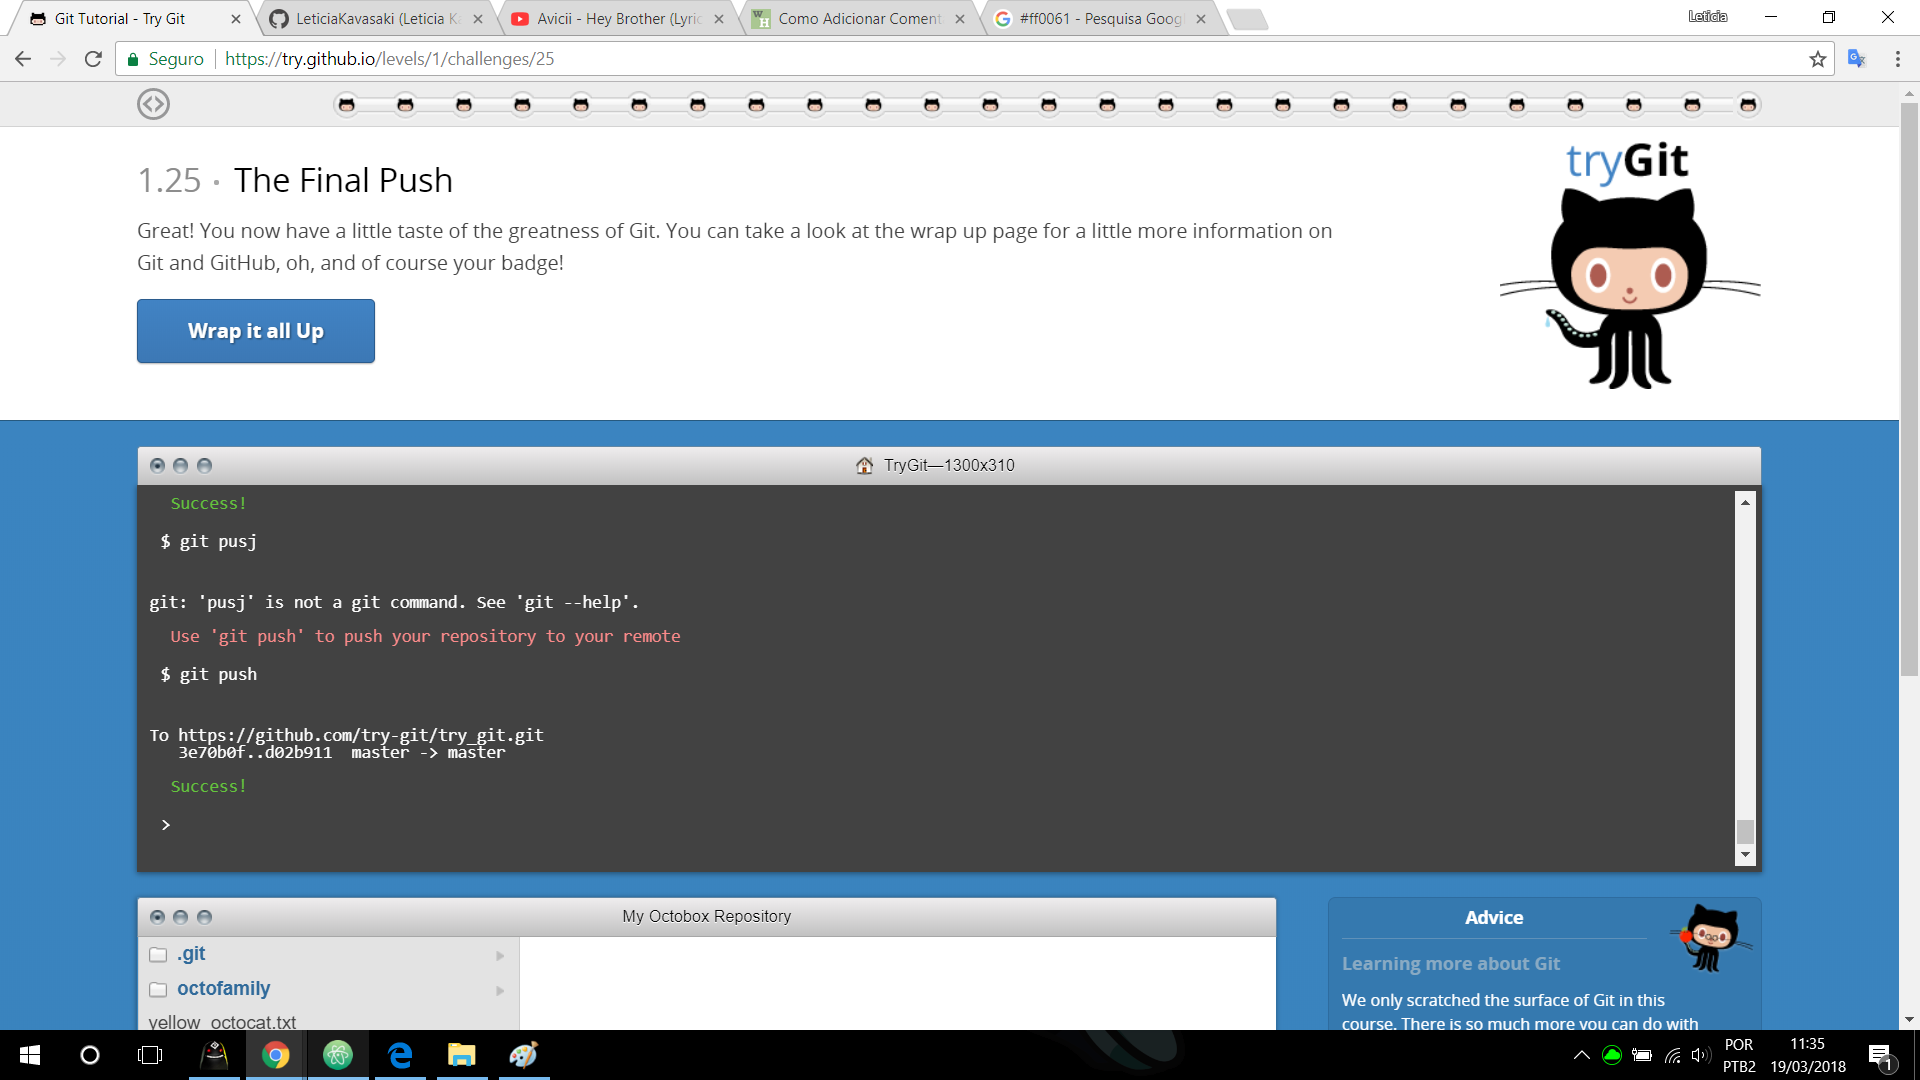 Git Tutorial - Try Git
LeticiaKavasaki (Leticia K
Avicii - Hey Brother (Lyric
Como Adicionar Coment
#ff0061 - Pesquisa Goog
Leticia
Seguro
https://try.github.io/levels/1/challenges/25
tryGit
1.25 · The Final Push
Great! You now have a little taste of the greatness of Git. You can take a look at the wrap up page for a little more information on
Git and GitHub, oh, and of course your badge!
Wrap it all Up
TryGit—1300x310
Success!
$ git pusj
git: 'pusj' is not a git command. See 'git --help'.
Use 'git push' to push your repository to your remote
$ git push
To https://github.com/try-git/try_git.git
3e70b0f..d02b911 master -> master
Success!
>
My Octobox Repository
.git
octofamily
yellow_octocat.txt
Advice
Learning more about Git
We only scratched the surface of Git in this
course. There is so much more you can do with
POR
PTB2
11:35
19/03/2018
1